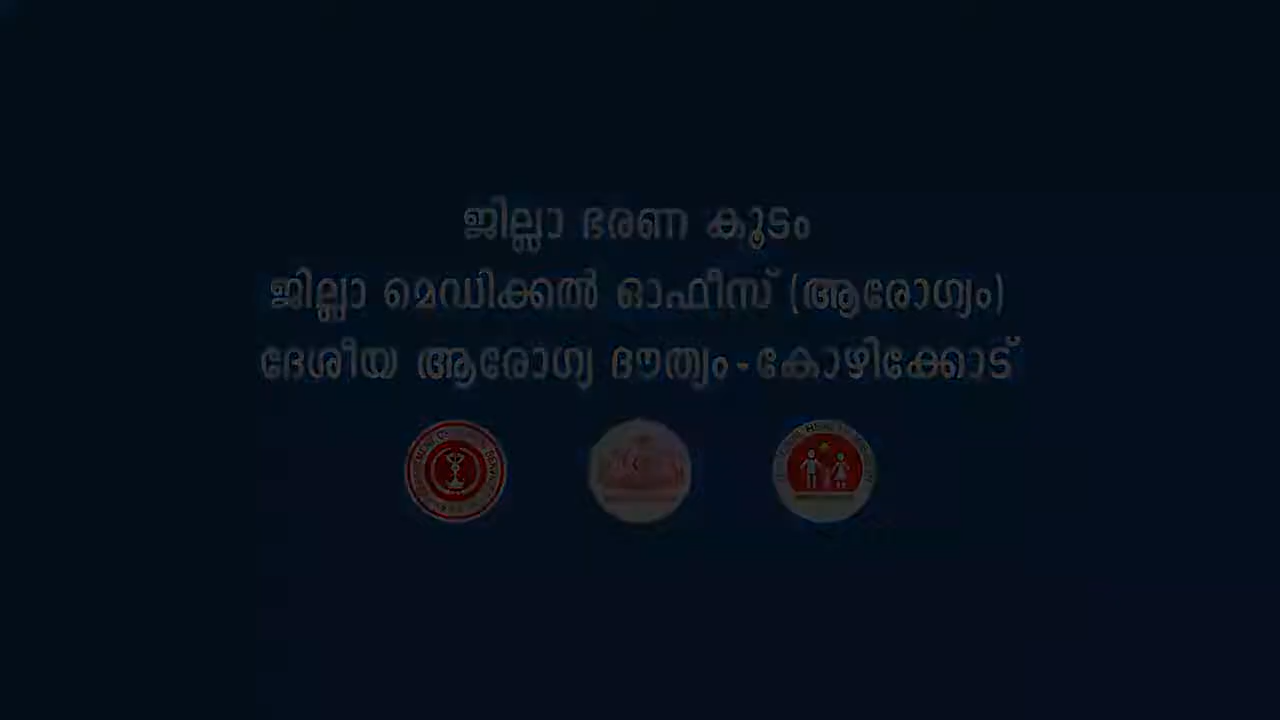 ജില്ലാ ഭരണ കൂടം
ജില്ലാ മെഡിക്കൽ ഓഫീസ് (ആരോഗ്യം)
ദേശീയ ആരോഗ്യ ദൗത്യം - കോഴിക്കോട്